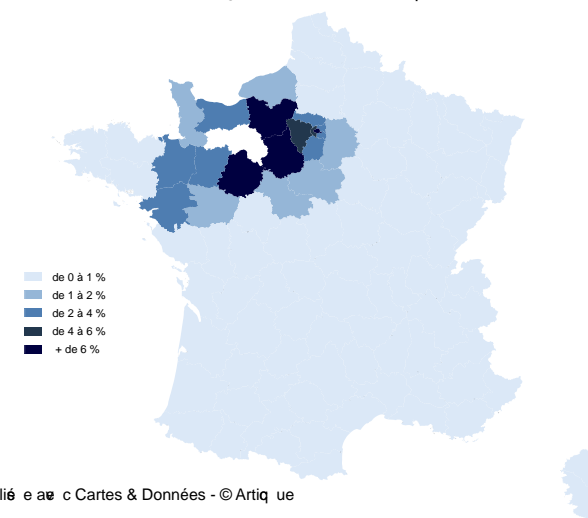 de 0 à 1 %
de 1 à 2 %
de 2 à 4 %
de 4 à 6 %
+ de 6 %
c Cartes & Données - © Artiq ue